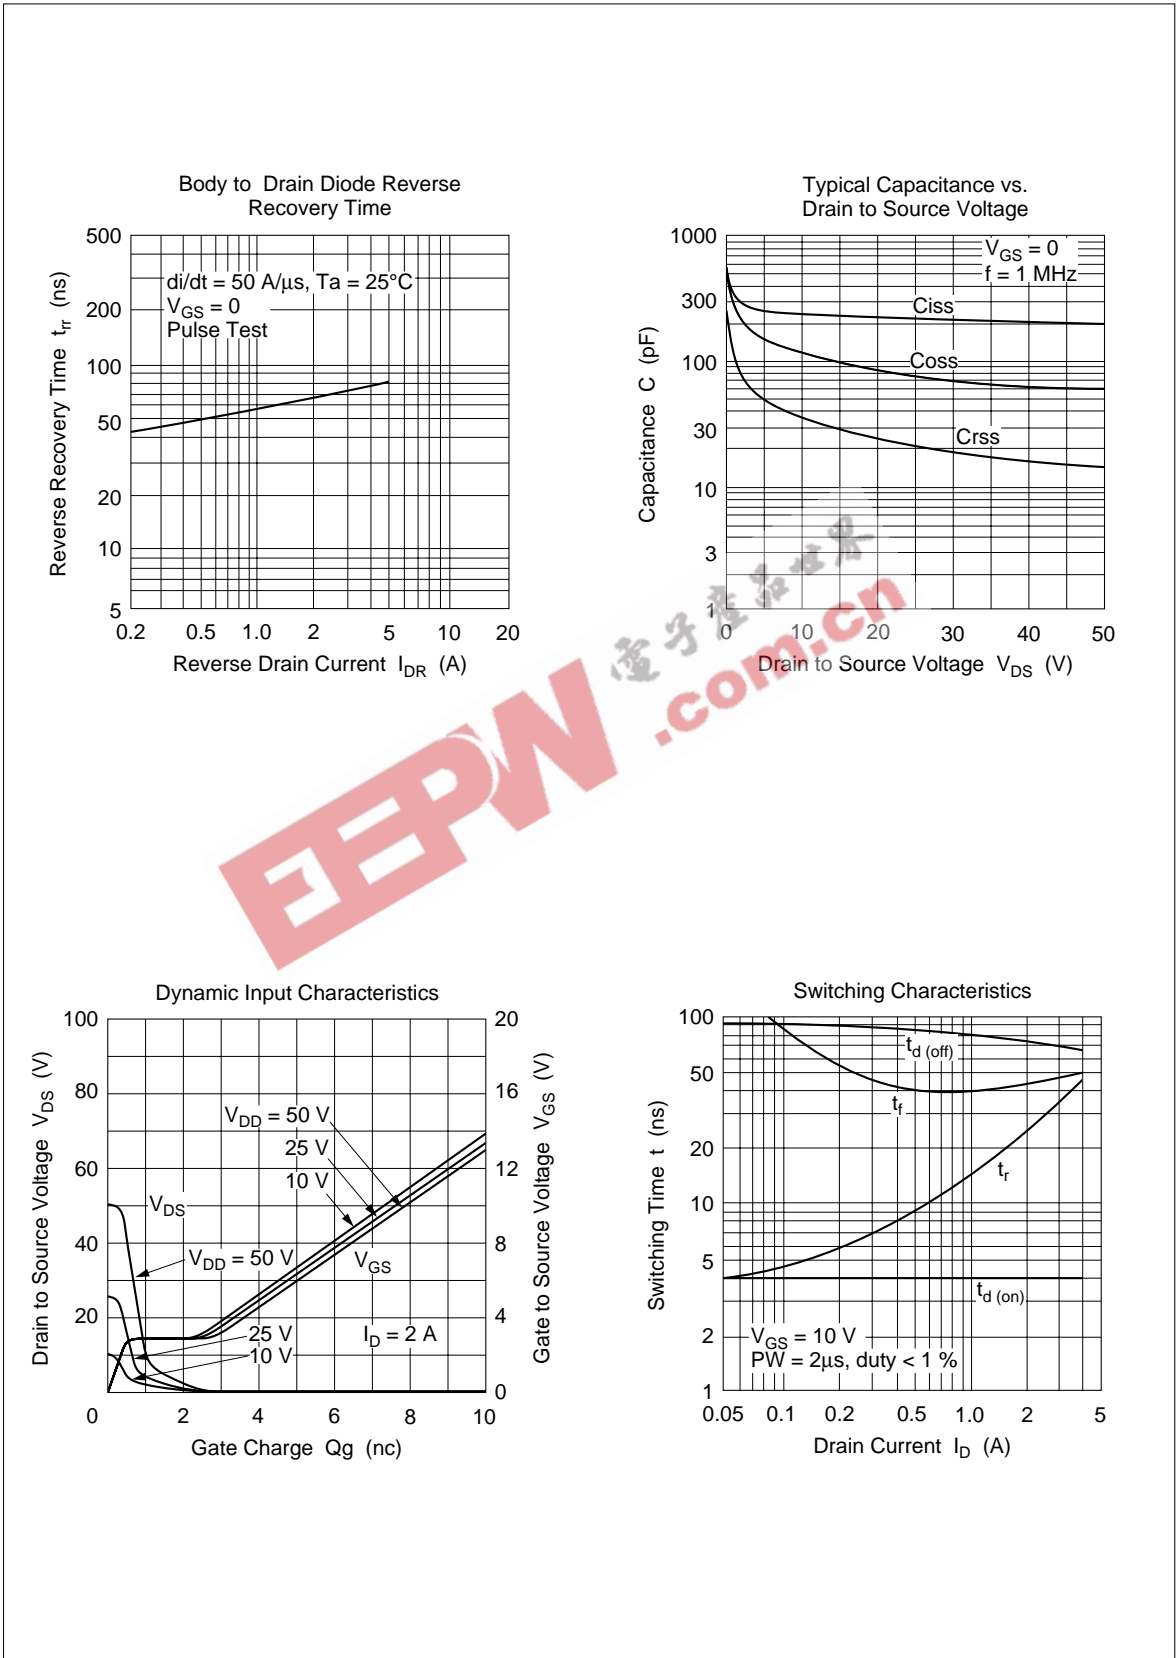 Body to Drain Diode Reverse
Recovery Time
500
200
100
50
20
10
5
Reverse Recovery Time trr (ns)
di/dt = 50 A/μs, Ta = 25°C
VGS = 0
Pulse Test
0.2 0.5 1.0 2 5 10 20
Reverse Drain Current IDR (A)
Typical Capacitance vs.
Drain to Source Voltage
1000
300
100
30
10
3
1
Capacitance C (pF)
VGS = 0
f = 1 MHz
Ciss
Coss
Crss
0 10 20 30 40 50
Drain to Source Voltage VDS (V)
電子產品世界
EEPW
.com.cn
Dynamic Input Characteristics
100
80
60
40
20
0
Drain to Source Voltage VDS (V)
20
16
12
8
4
0
Gate to Source Voltage VGS (V)
VDD = 50 V
25 V
10 V
VDS
VDD = 50 V
VGS
25 V
10 V
ID = 2 A
2 4 6 8 10
Gate Charge Qg (nc)
Switching Characteristics
100
50
20
10
5
2
1
Switching Time t (ns)
td (off)
tf
tr
td (on)
VGS = 10 V
PW = 2μs, duty < 1 %
0.05 0.1 0.2 0.5 1.0 2 5
Drain Current ID (A)